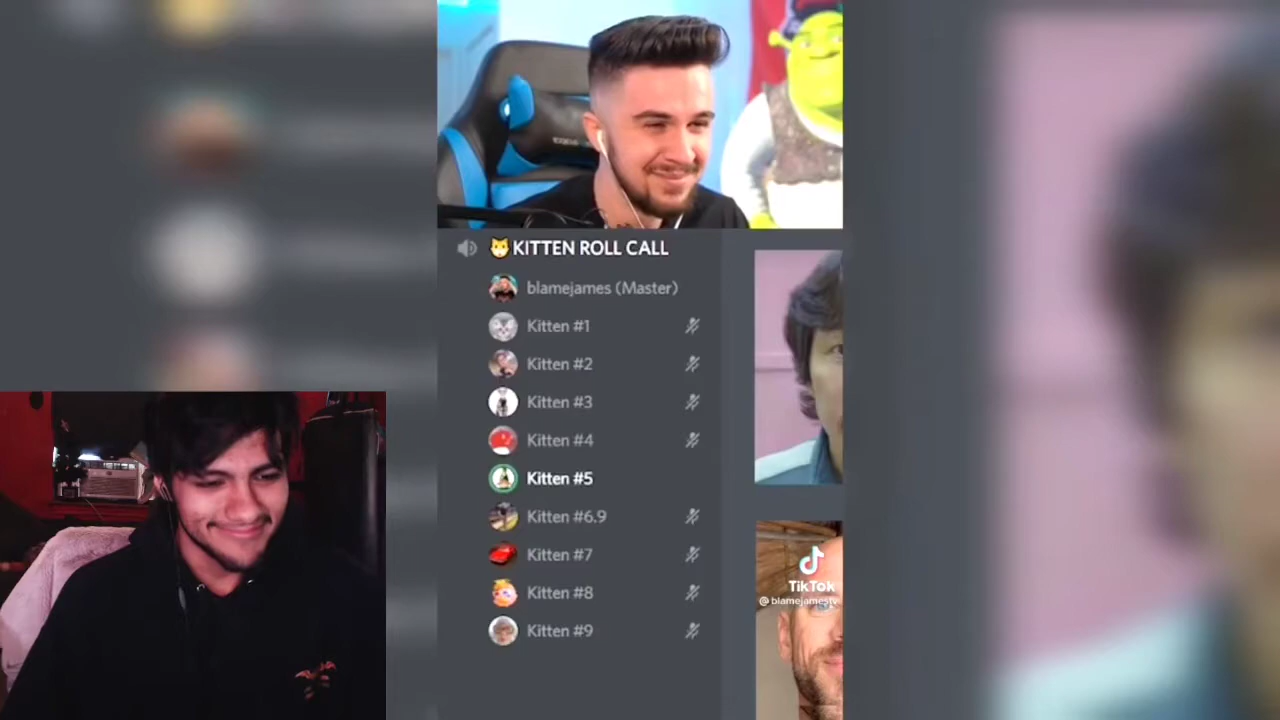 🐱KITTEN ROLL CALL
blamejames (Master)
Kitten #1
Kitten #2
Kitten #3
Kitten #4
Kitten #5
Kitten #6.9
Kitten #7
Kitten #8
Kitten #9
TikTok
@blamejamestv